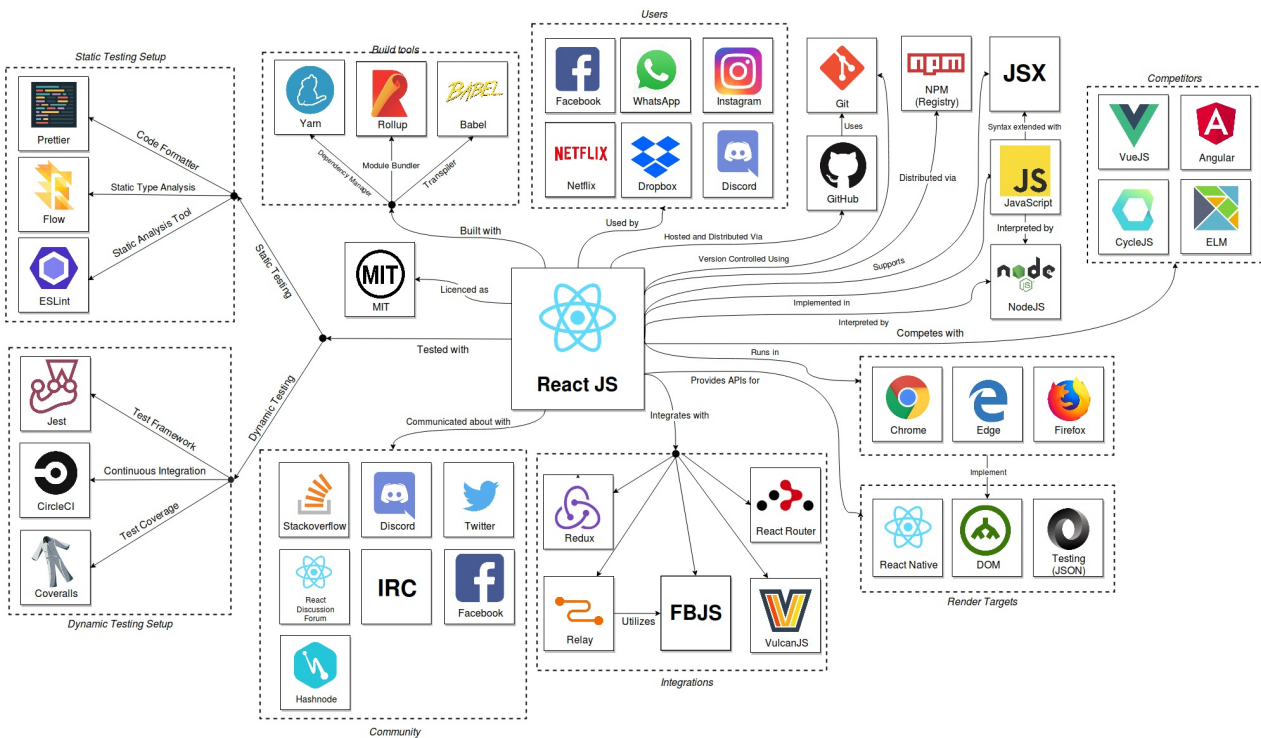 Users
Static Testing Setup
Build tools
Competitors
Prettier
Flow
ESLint
Code Formatter
Static Type Analysis
Static Analysis Tool
Static Testing
Yarn
Rollup
BABEL
Babel
Dependency Manager
Module Bundler
Transpiler
Built with
Facebook
WhatsApp
Instagram
NETFLIX
Netflix
Dropbox
Discord
Used by
Git
Uses
GitHub
Hosted and Distributed Via
Version Controlled Using
npm
NPM
(Registry)
Distributed via
JSX
Syntax extended with
JS
JavaScript
Interpreted by
node
JS
NodeJS
Supports
Implemented in
Interpreted by
VueJS
Angular
CycleJS
ELM
Competes with
MIT
MIT
Licenced as
React JS
Tested with
Dynamic Testing
Jest
CircleCI
Coveralls
Test Framework
Continuous Integration
Test Coverage
Dynamic Testing Setup
Communicated about with
Stackoverflow
Discord
Twitter
React
Discussion
Forum
IRC
Facebook
Hashnode
Community
Integrates with
Redux
React Router
Relay
Utilizes
FBJS
VulcanJS
Integrations
Runs in
Provides APIs for
Chrome
Edge
Firefox
Implement
React Native
DOM
Testing
(JSON)
Render Targets